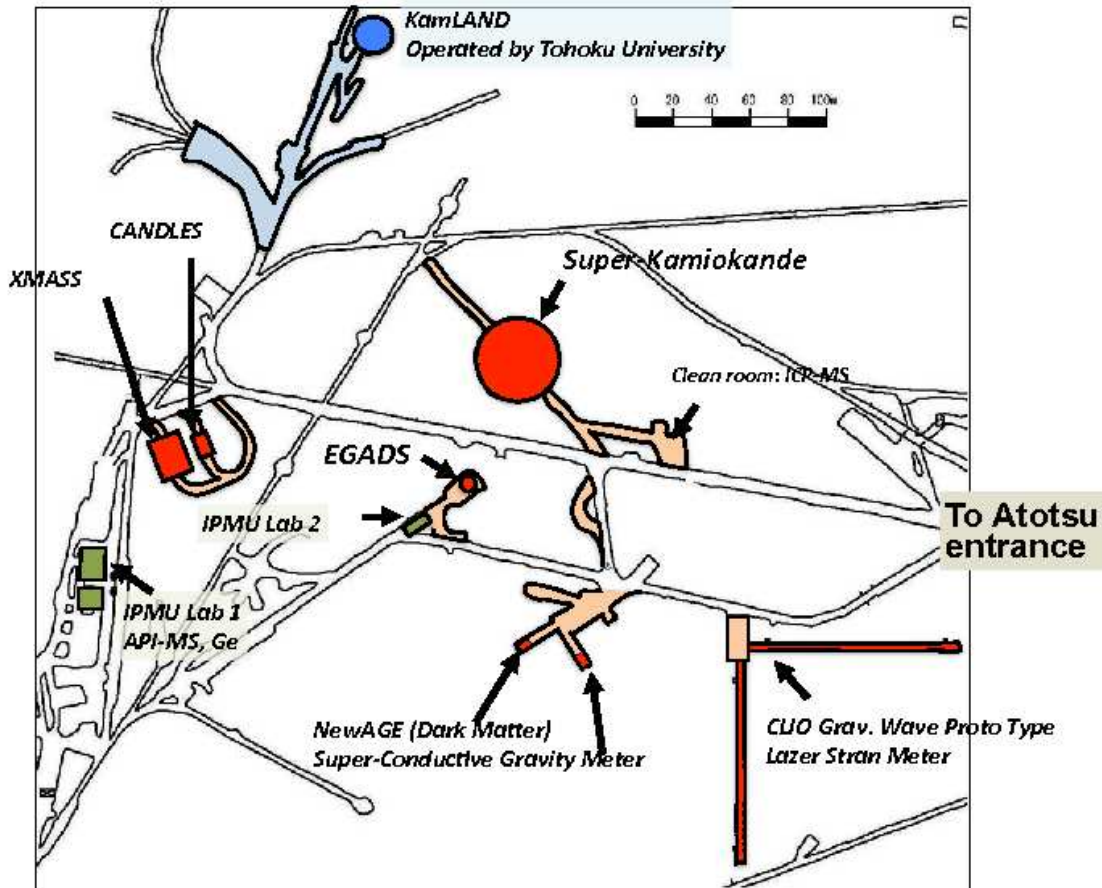 KamLAND
Operated by Tohoku University
0 20 40 60 80 100m
CANDLES
XMASS
Super-Kamiokande
Clean room: ICP-MS
EGADS
IPMU Lab 2
To Atotsu
entrance
IPMU Lab 1
API-MS, Ge
NewAGE (Dark Matter)
Super-Conductive Gravity Meter
CLIO Grav. Wave Proto Type
Lazer Stran Meter